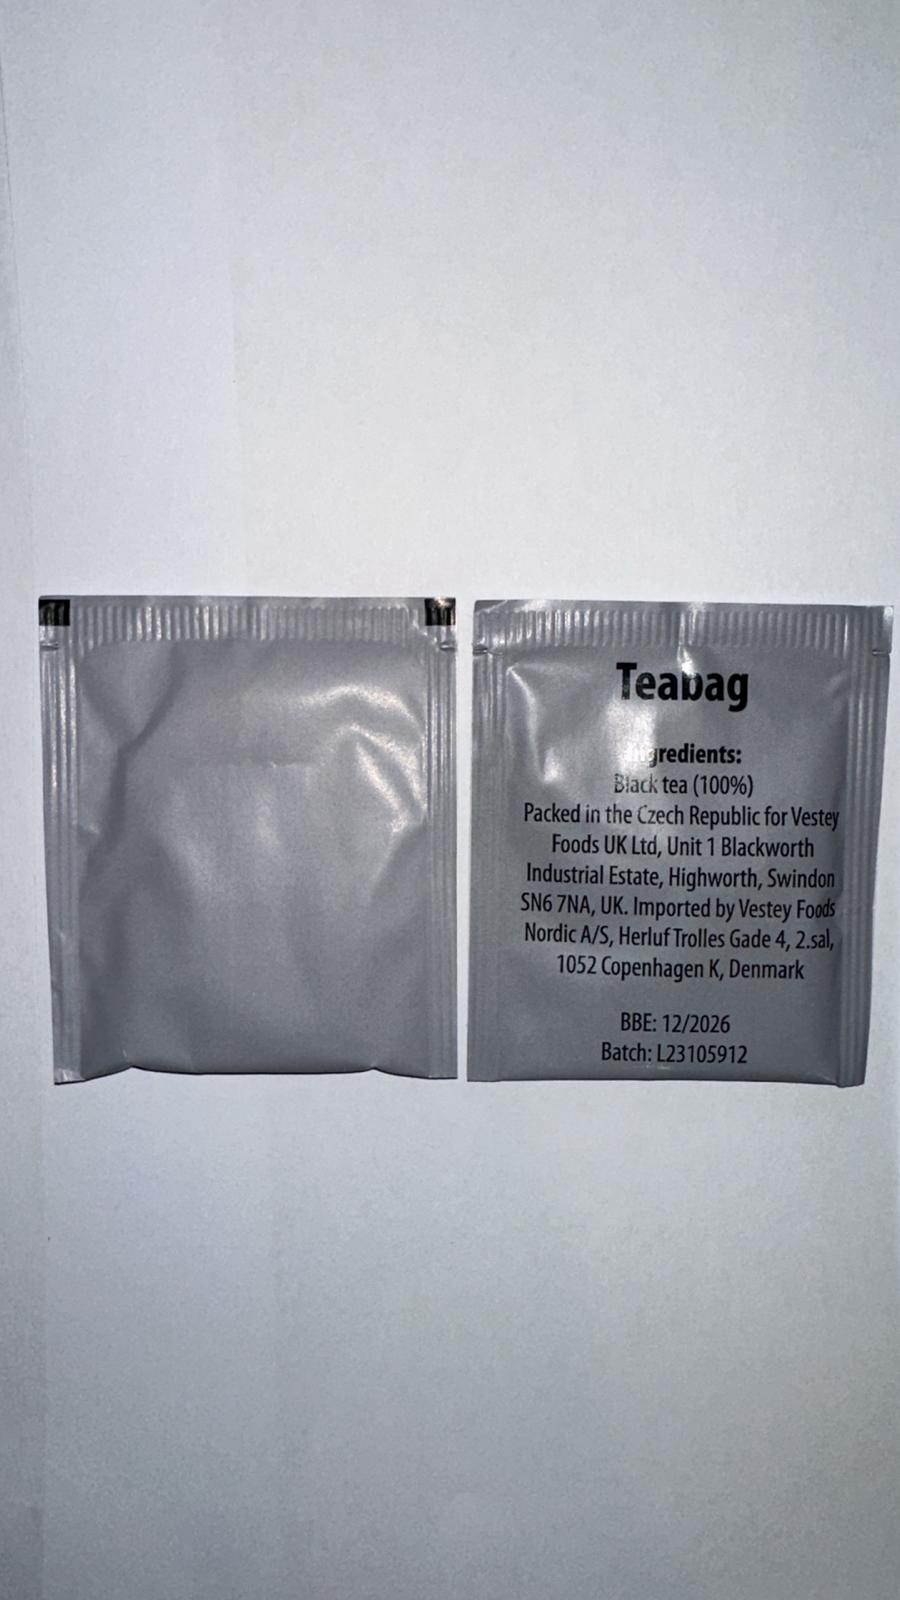 Teabag
Ingredients:
Black tea (100%)
Packed in the Czech Republic for Vestey
Foods UK Ltd, Unit 1 Blackworth
Industrial Estate, Highworth, Swindon
SN6 7NA, UK. Imported by Vestey Foods
Nordic A/S, Herluf Trolles Gade 4, 2.sal,
1052 Copenhagen K, Denmark
BBE: 12/2026
Batch: L23105912